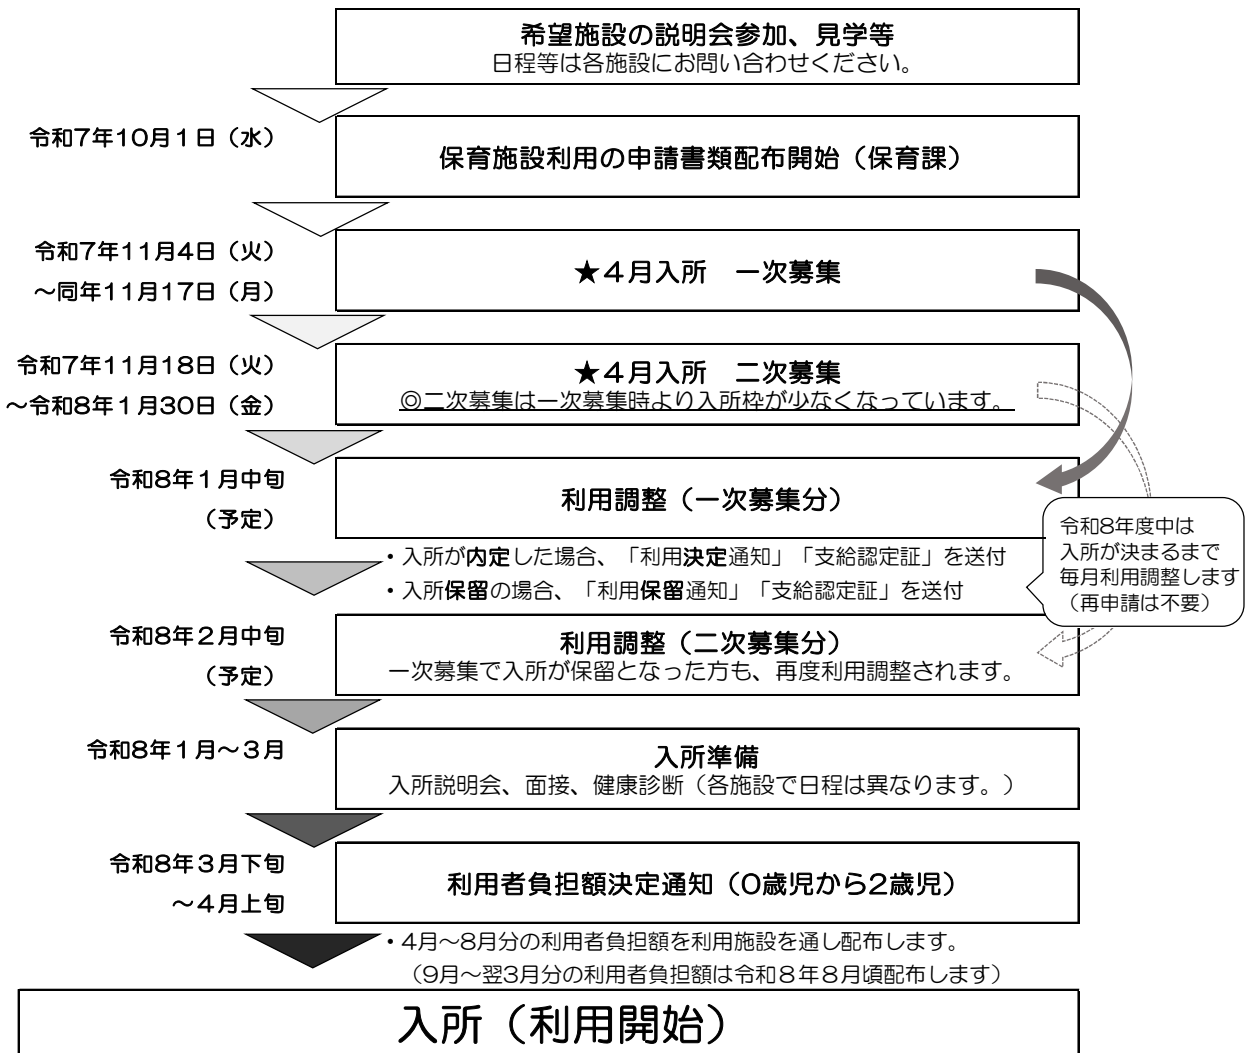 希望施設の説明会参加、見学等
日程等は各施設にお問い合わせください。
令和7年10月1日（水）
保育施設利用の申請書類配布開始（保育課）
令和7年11月4日（火）
～同年11月17日（月）
★4月入所　一次募集
令和7年11月18日（火）
～令和8年1月30日（金）
★4月入所　二次募集
◎二次募集は一次募集時より入所枠が少なくなっています。
令和8年1月中旬
（予定）
利用調整（一次募集分）
・入所が内定した場合、「利用決定通知」「支給認定証」を送付
・入所保留の場合、「利用保留通知」「支給認定証」を送付
令和8年度中は
入所が決まるまで
毎月利用調整します
（再申請は不要）
令和8年2月中旬
（予定）
利用調整（二次募集分）
一次募集で入所が保留となった方も、再度利用調整されます。
令和8年1月～3月
入所準備
入所説明会、面接、健康診断（各施設で日程は異なります。）
令和8年3月下旬
～4月上旬
利用者負担額決定通知（0歳児から2歳児）
・4月～8月分の利用者負担額を利用施設を通し配布します。
（9月～翌3月分の利用者負担額は令和8年8月頃配布します）
入所（利用開始）